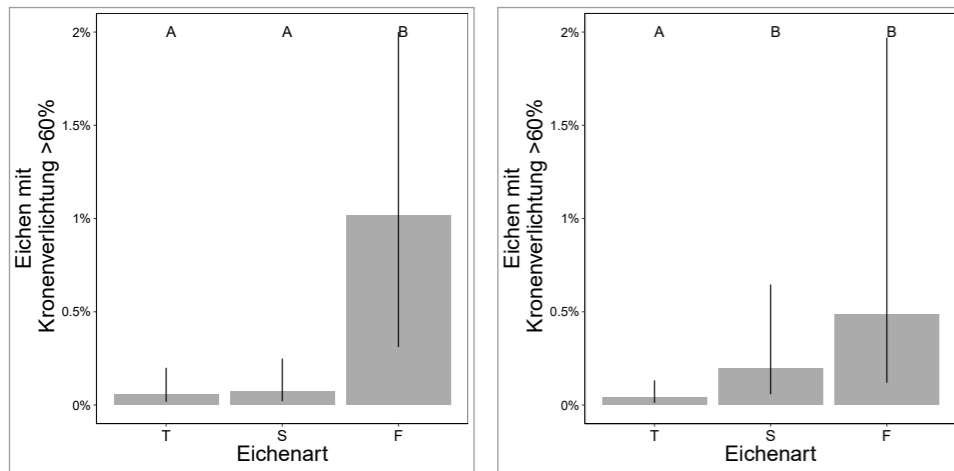 A A B
2%
1.5%
1%
0.5%
0%
Eichen mit
Kronenverlichtung >60%
T S F
Eichenart
A B B
2%
1.5%
1%
0.5%
0%
Eichen mit
Kronenverlichtung >60%
T S F
Eichenart